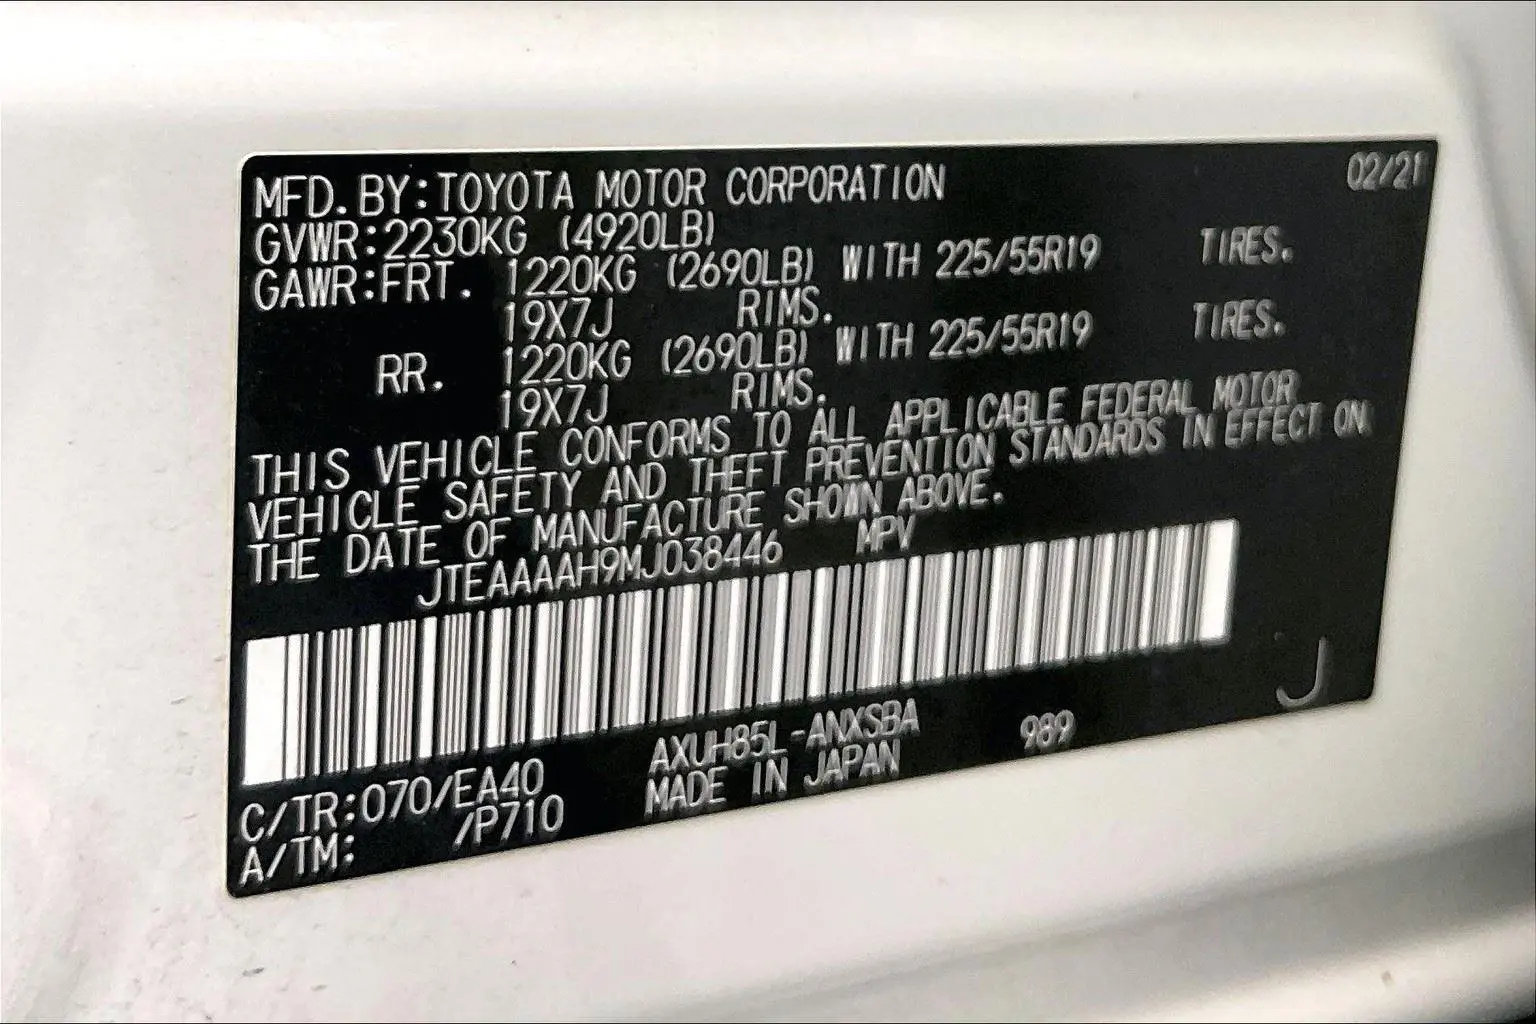 02/21
MFD. BY:TOYOTA MOTOR CORPORATION
GVWR:2230KG (4920LB)
GAWR:FRT. 1220KG (2690LB) WITH 225/55R19 TIRES.
19X7J RIMS.
RR. 1220KG (2690LB) WITH 225/55R19 TIRES.
19X7J RIMS.
THIS VEHICLE CONFORMS TO ALL APPLICABLE FEDERAL MOTOR
VEHICLE SAFETY AND THEFT PREVENTION STANDARDS IN EFFECT ON
THE DATE OF MANUFACTURE SHOWN ABOVE.
JTEAAAAH9MJ038446 MPV
C/TR:070/EA40 AXUH85L-ANXSBA 989 J
A/TM: /P710 MADE IN JAPAN